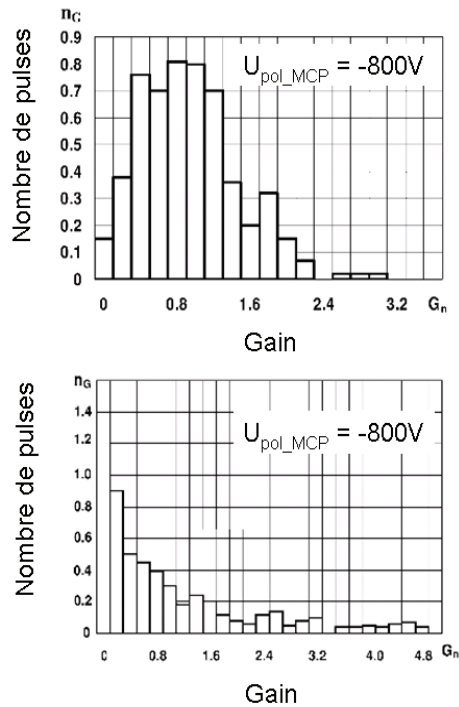 n_G
0.9
0.8
0.7
0.6
0.5
0.4
0.3
0.2
0.1
0
U_pol_MCP = -800V
Nombre de pulses
0 0.8 1.6 2.4 3.2 G_n
Gain
n_G
1.4
1.2
1.0
0.8
0.6
0.4
0.2
0
U_pol_MCP = -800V
Nombre de pulses
0 0.8 1.6 2.4 3.2 4.0 4.8 G_n
Gain